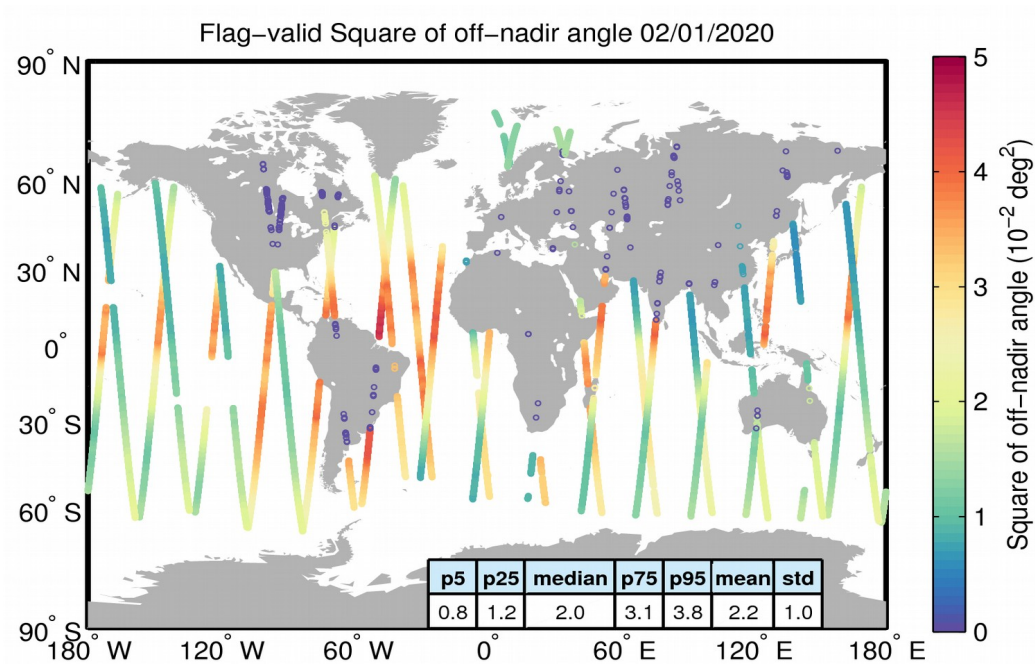 Flag−valid Square of off−nadir angle 02/01/2020
90° N
60° N
30° N
0°
30° S
60° S
90° S
180° W
120° W
60° W
0°
60° E
120° E
180° E
p5 p25 median p75 p95 mean std
0.8 1.2 2.0 3.1 3.8 2.2 1.0
5
4
3
2
1
0
Square of off−nadir angle (10⁻² deg²)